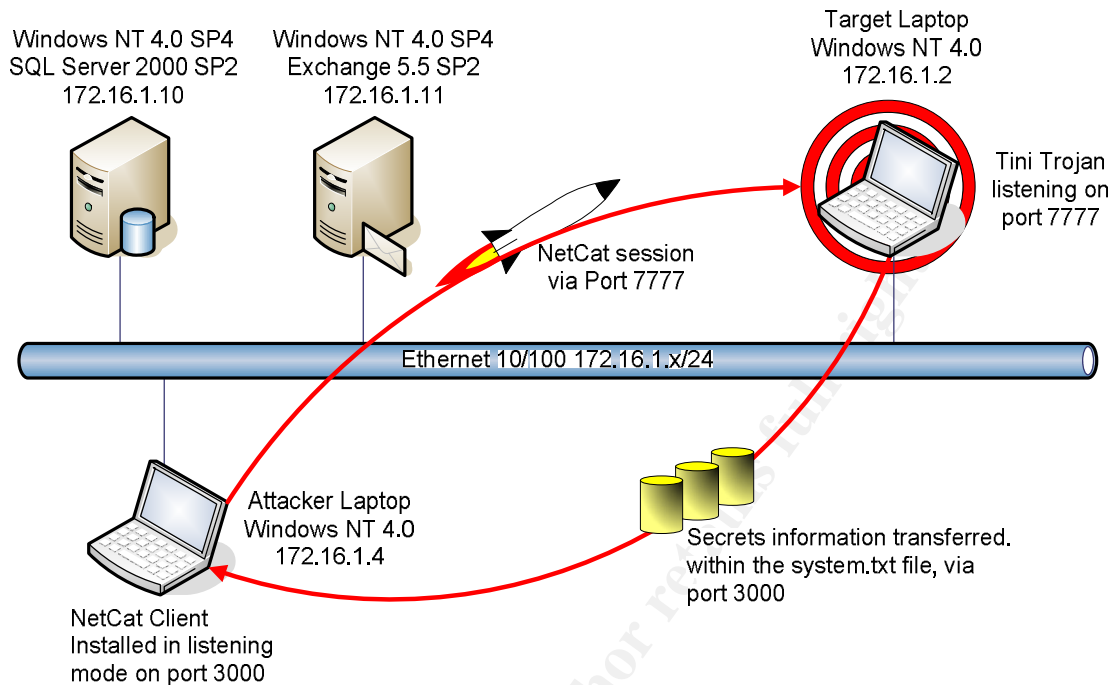 Windows NT 4.0 SP4
SQL Server 2000 SP2
172.16.1.10
Windows NT 4.0 SP4
Exchange 5.5 SP2
172.16.1.11
Target Laptop
Windows NT 4.0
172.16.1.2
Tini Trojan
listening on
port 7777
NetCat session
via Port 7777
Ethernet 10/100 172.16.1.x/24
Attacker Laptop
Windows NT 4.0
172.16.1.4
Secrets information transferred.
within the system.txt file, via
port 3000
NetCat Client
Installed in listening
mode on port 3000